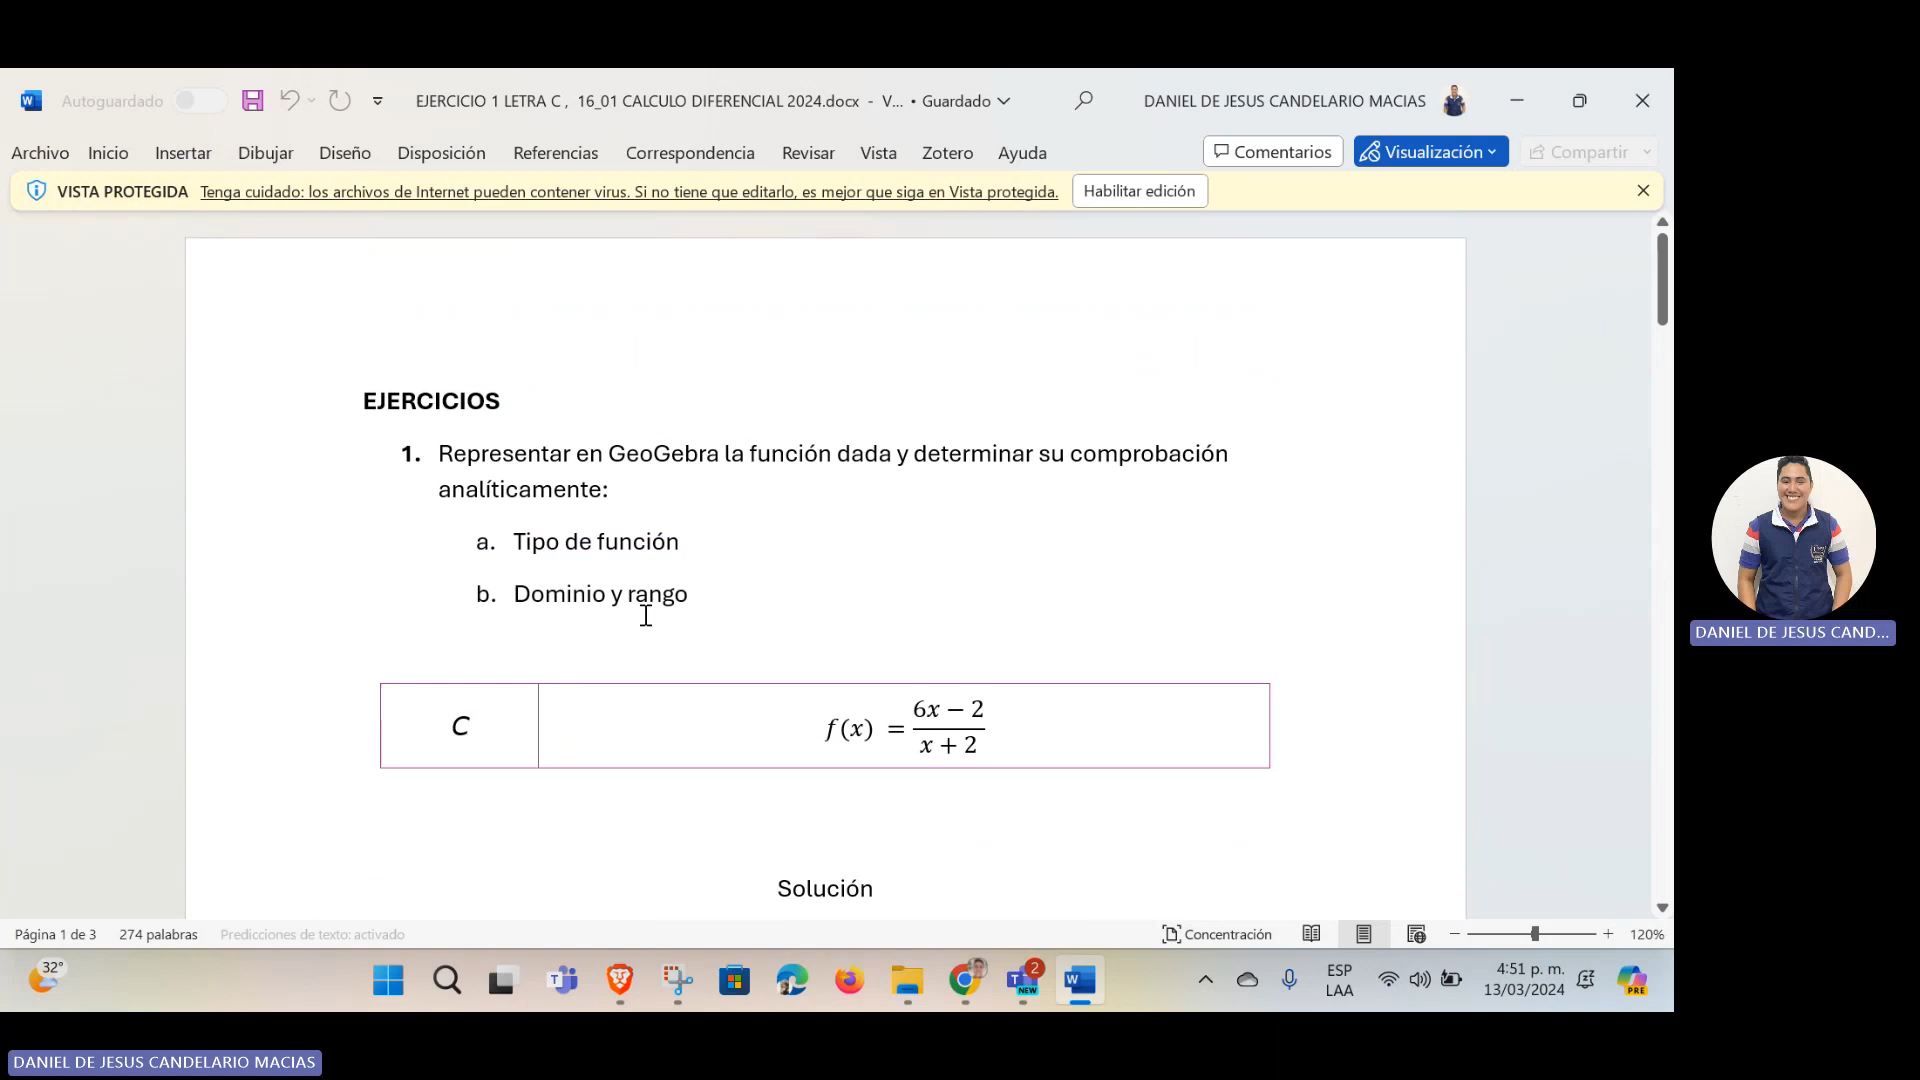 Autoguardado
EJERCICIO 1 LETRA C , 16_01 CALCULO DIFERENCIAL 2024.docx - V... • Guardado
DANIEL DE JESUS CANDELARIO MACIAS
Archivo Inicio Insertar Dibujar Diseño Disposición Referencias Correspondencia Revisar Vista Zotero Ayuda
Comentarios Visualización Compartir
VISTA PROTEGIDA Tenga cuidado: los archivos de Internet pueden contener virus. Si no tiene que editarlo, es mejor que siga en Vista protegida. Habilitar edición
EJERCICIOS
1. Representar en GeoGebra la función dada y determinar su comprobación
analíticamente:
a. Tipo de función
b. Dominio y rango
C f(x) = (6x − 2)/(x + 2)
Solución
DANIEL DE JESUS CAND...
Página 1 de 3 274 palabras Predicciones de texto: activado Concentración 120%
32° NEW 2 ESP 4:51 p. m.
LAA 13/03/2024 PRE
DANIEL DE JESUS CANDELARIO MACIAS